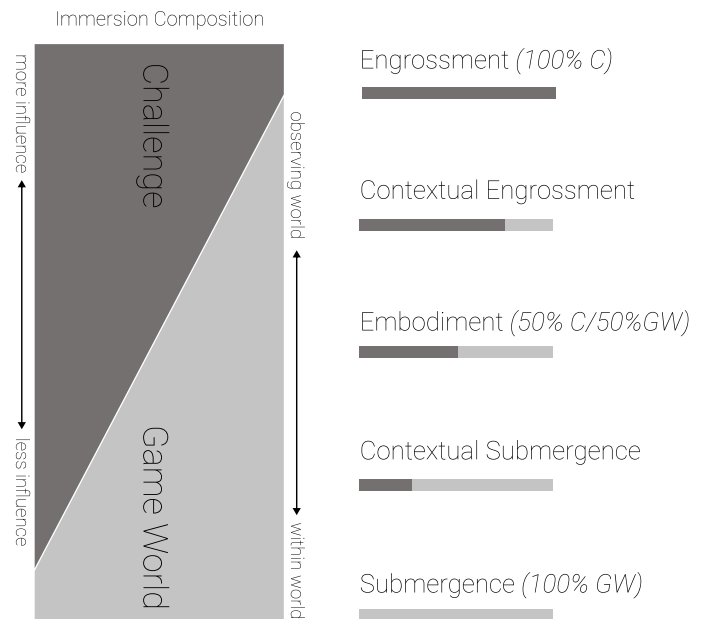 Immersion Composition
more influence
less influence
Challenge
Game World
observing world
within world
Engrossment (100% C)
Contextual Engrossment
Embodiment (50% C/50%GW)
Contextual Submergence
Submergence (100% GW)